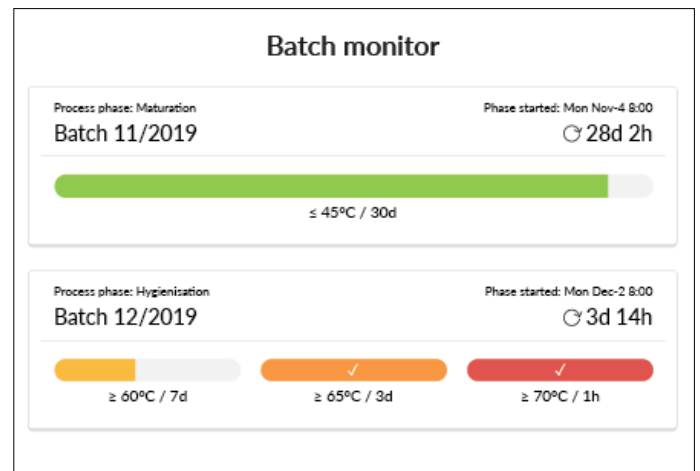 Batch monitor
Process phase: Maturation
Phase started: Mon Nov-4 8:00
Batch 11/2019
28d 2h
≤ 45ºC / 30d
Process phase: Hygienisation
Phase started: Mon Dec-2 8:00
Batch 12/2019
3d 14h
≥ 60ºC / 7d
≥ 65ºC / 3d
≥ 70ºC / 1h